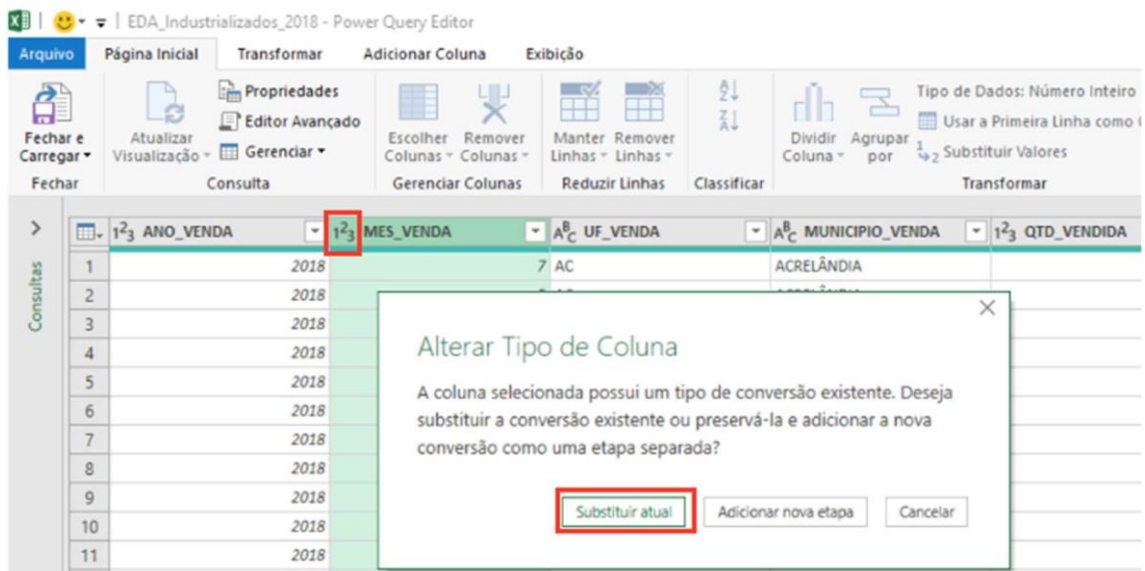 EDA_Industrializados_2018 - Power Query Editor
Arquivo Página Inicial Transformar Adicionar Coluna Exibição
Fechar e
Carregar
Atualizar
Visualização
Propriedades
Editor Avançado
Gerenciar
Escolher
Colunas
Remover
Colunas
Manter
Linhas
Remover
Linhas
Dividir
Coluna
Agrupar
por
Tipo de Dados: Número Inteiro
Usar a Primeira Linha como
Substituir Valores
Fechar Consulta Gerenciar Colunas Reduzir Linhas Classificar Transformar
Consultas
123 ANO_VENDA 123 MES_VENDA ABC UF_VENDA ABC MUNICIPIO_VENDA 123 QTD_VENDIDA
1 2018 7 AC ACRELÂNDIA
2 2018
3 2018
4 2018
5 2018
6 2018
7 2018
8 2018
9 2018
10 2018
11 2018
Alterar Tipo de Coluna
A coluna selecionada possui um tipo de conversão existente. Deseja
substituir a conversão existente ou preservá-la e adicionar a nova
conversão como uma etapa separada?
Substituir atual Adicionar nova etapa Cancelar